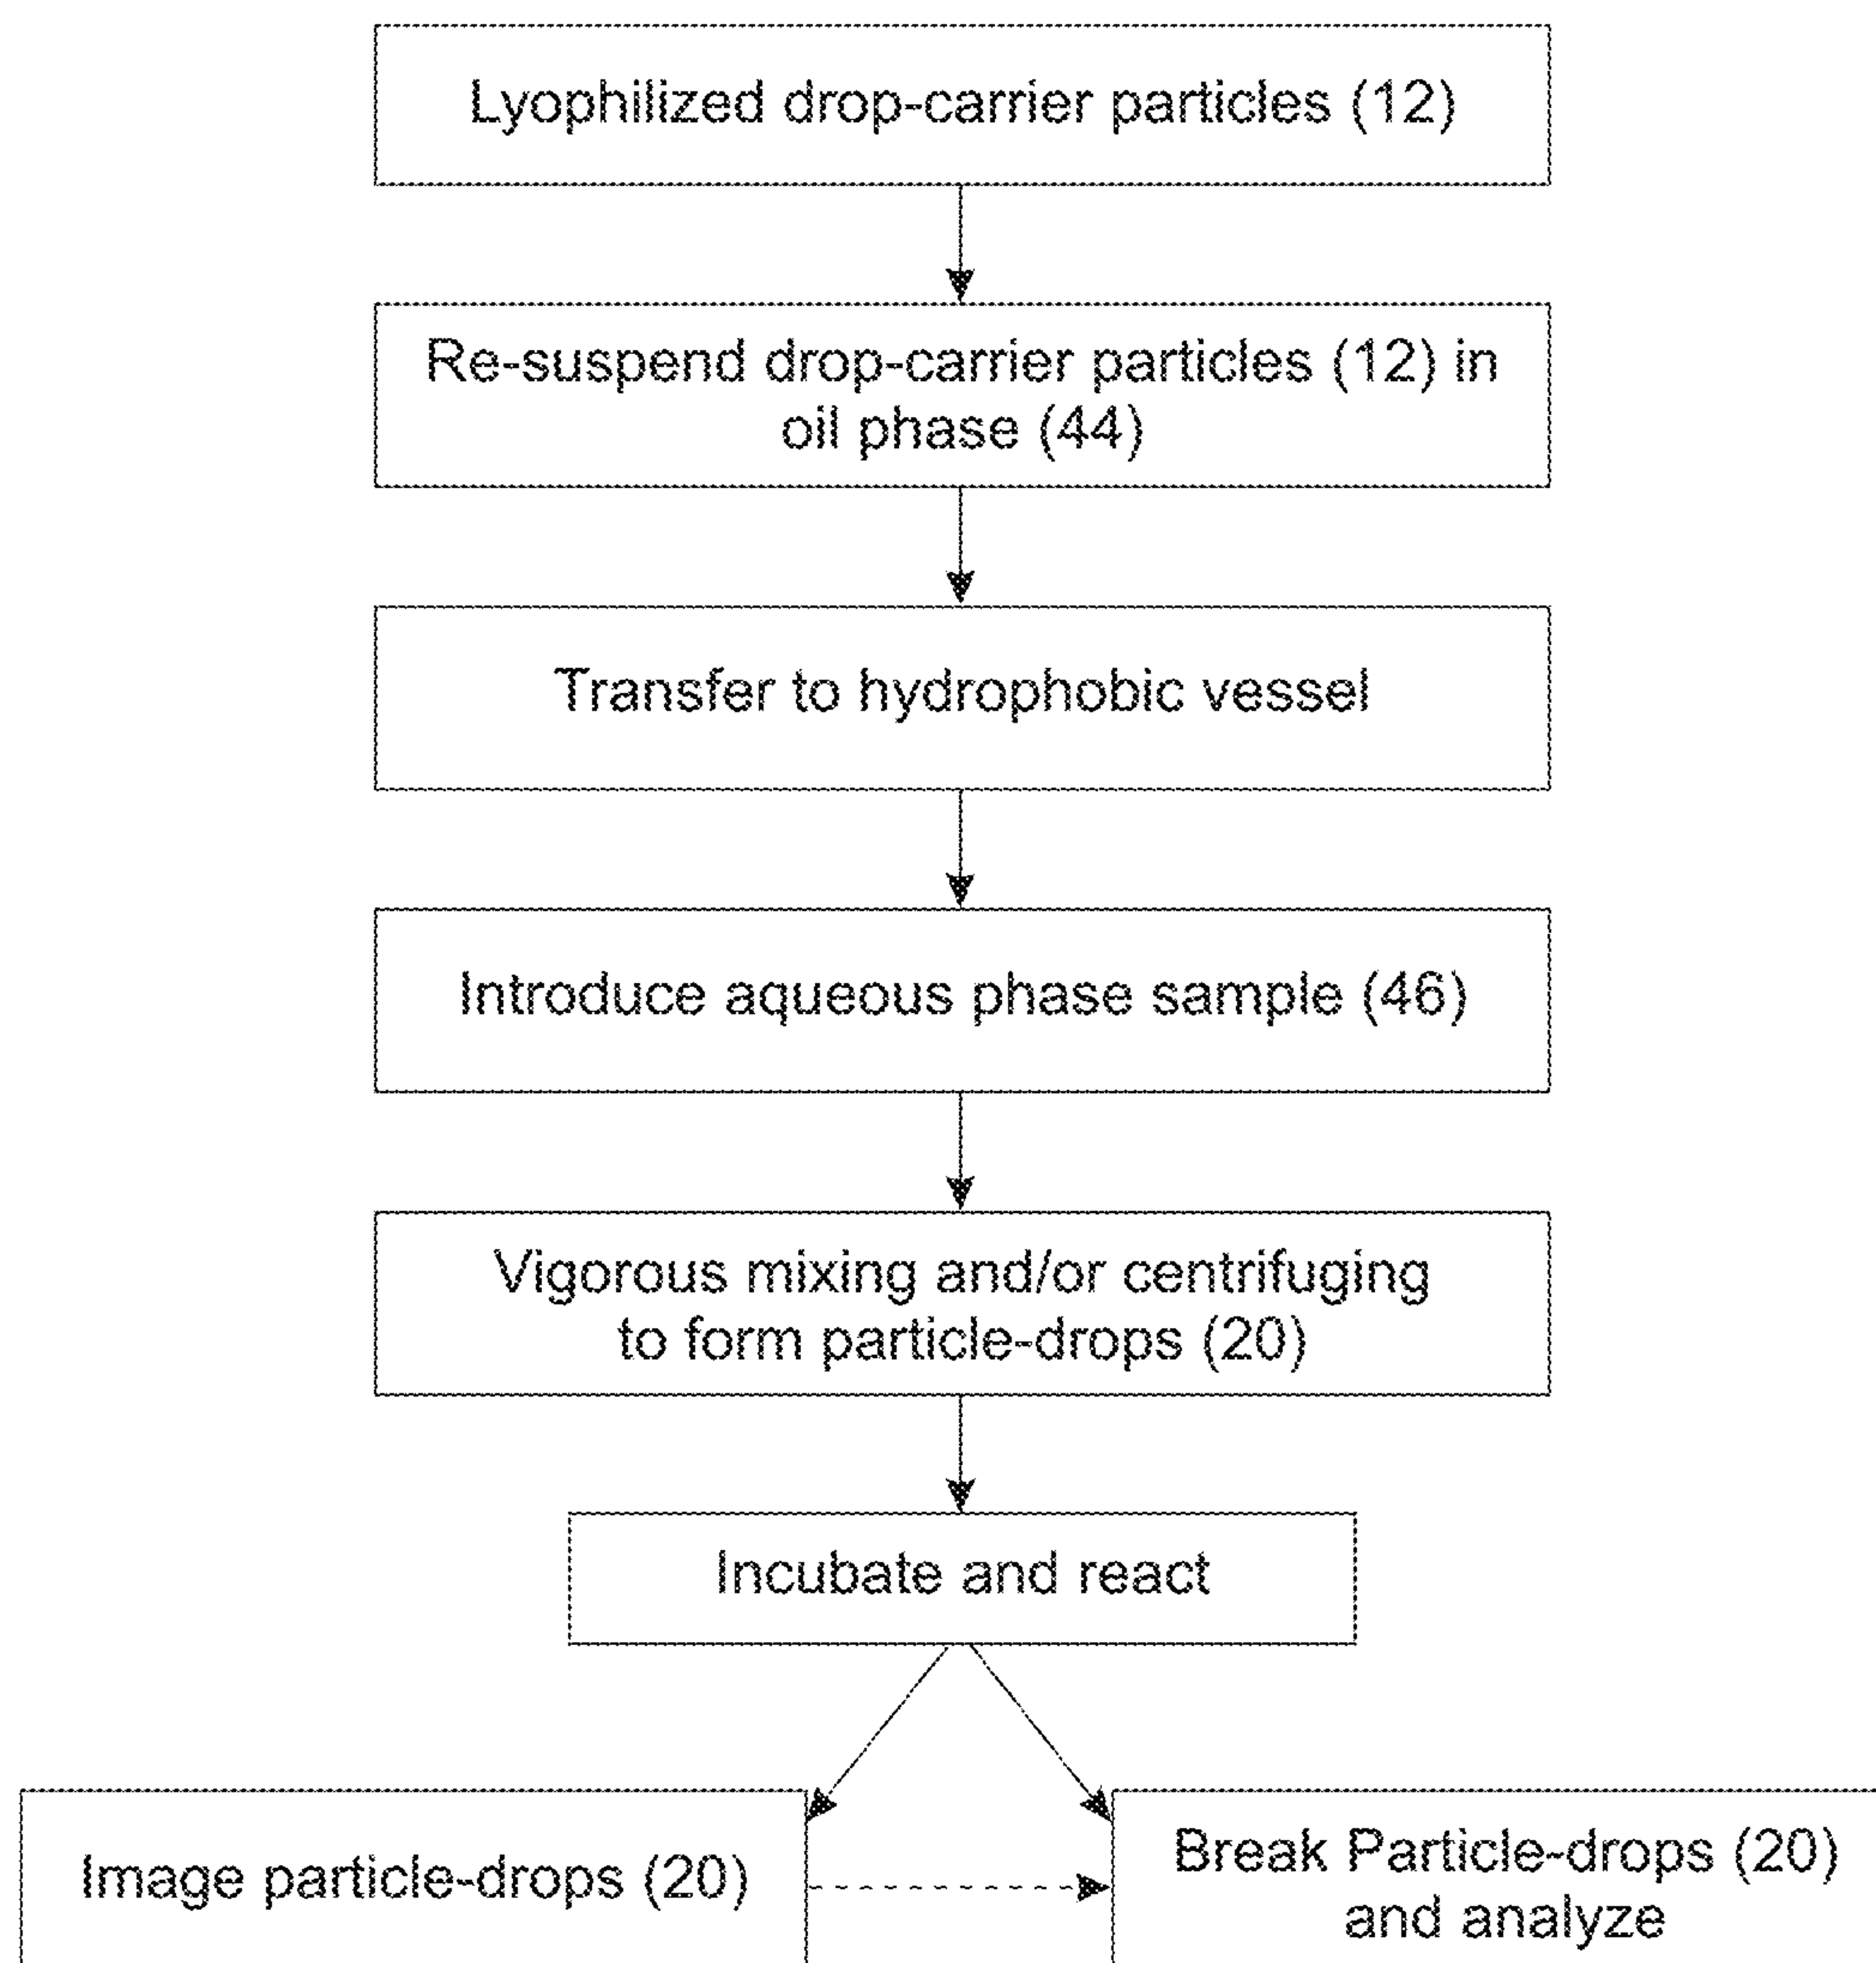 Lyophilized drop-carrier particles (12)
Re-suspend drop-carrier particles (12) in
oil phase (44)
Transfer to hydrophobic vessel
Introduce aqueous phase sample (46)
Vigorous mixing and/or centrifuging
to form particle-drops (20)
Incubate and react
Image particle-drops (20)
Break Particle-drops (20)
and analyze